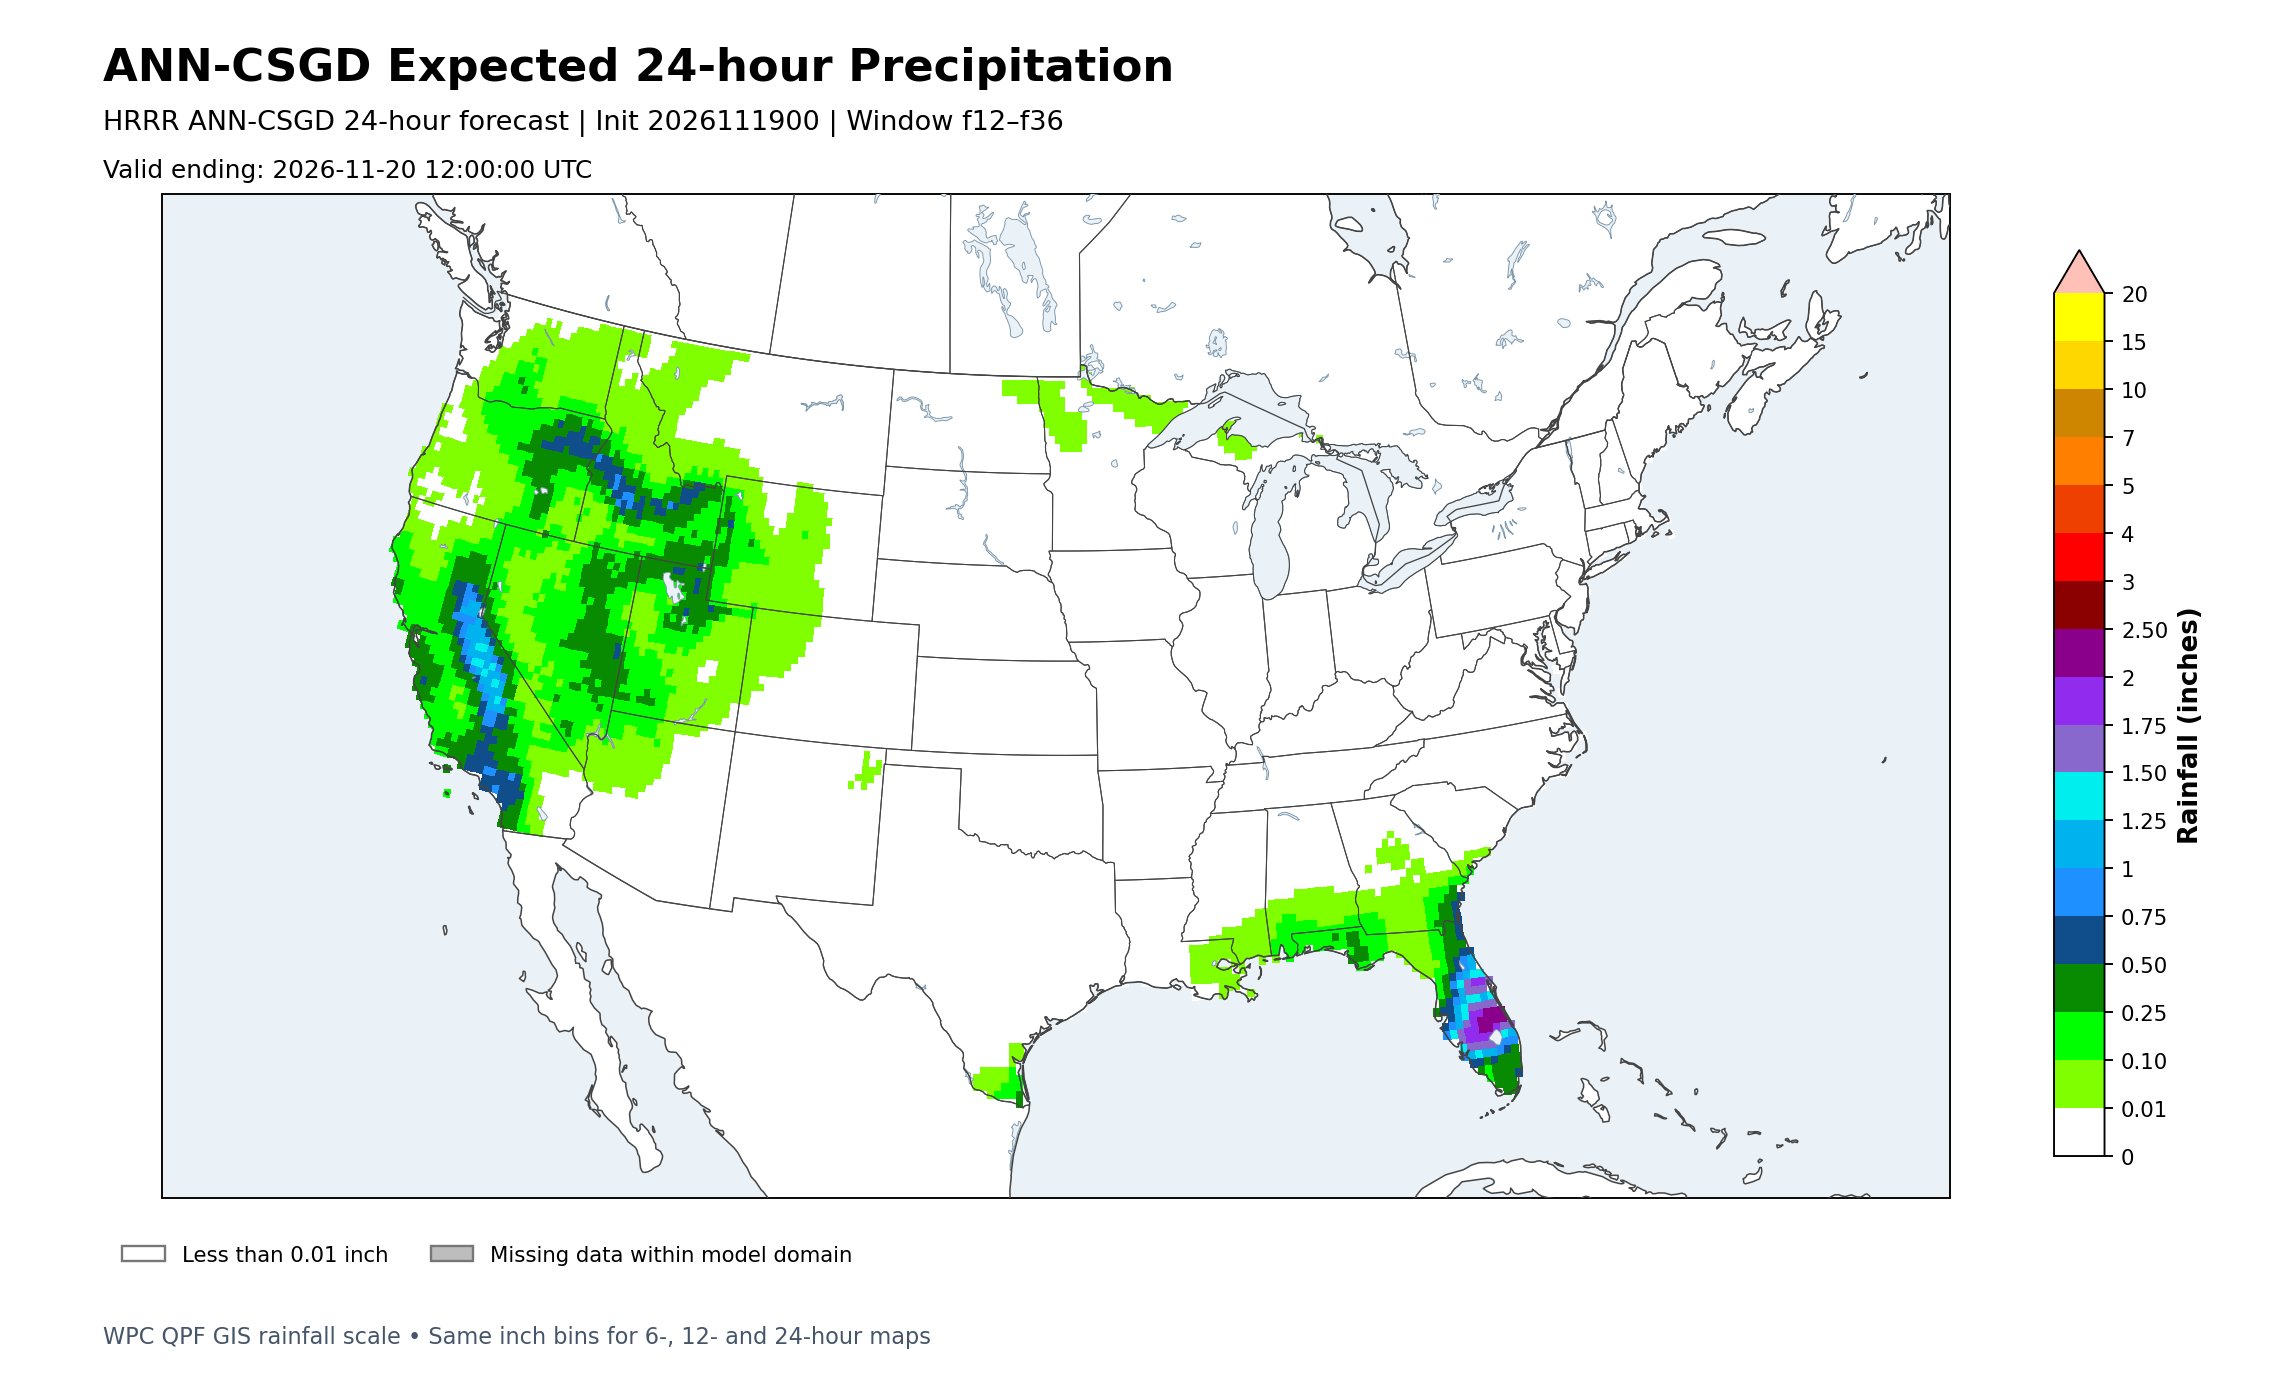 ANN-CSGD Expected 24-hour Precipitation
HRRR ANN-CSGD 24-hour forecast | Init 2026111900 | Window f12–f36
Valid ending: 2026-11-20 12:00:00 UTC
20
15
10
7
5
4
3
2.50
2
1.75
1.50
1.25
1
0.75
0.50
0.25
0.10
0.01
0
Rainfall (inches)
Less than 0.01 inch
Missing data within model domain
WPC QPF GIS rainfall scale • Same inch bins for 6-, 12- and 24-hour maps